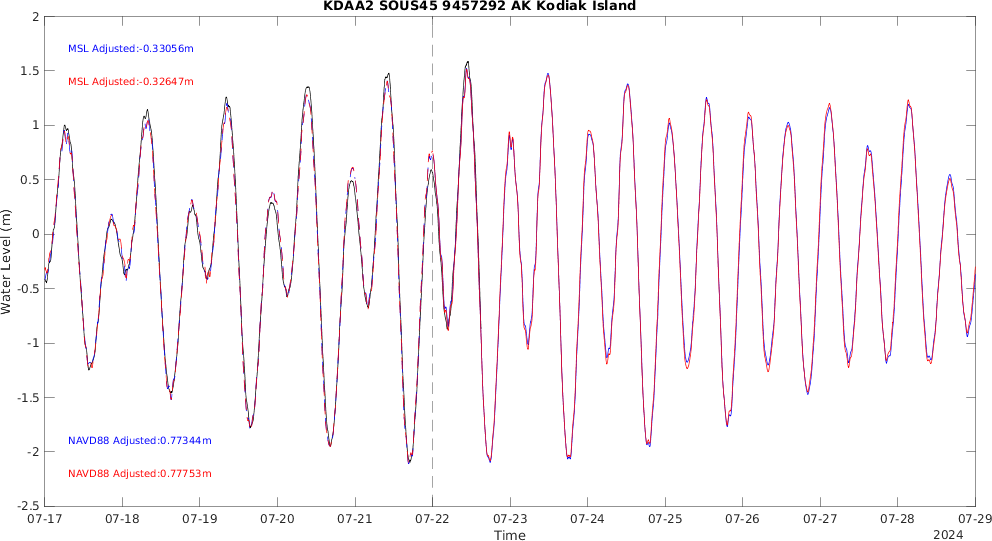 KDAA2 SOUS45 9457292 AK Kodiak Island
2
1.5
1
0.5
0
-0.5
-1
-1.5
-2
-2.5
Water Level (m)
MSL Adjusted:-0.33056m
MSL Adjusted:-0.32647m
NAVD88 Adjusted:0.77344m
NAVD88 Adjusted:0.77753m
07-17 07-18 07-19 07-20 07-21 07-22 07-23 07-24 07-25 07-26 07-27 07-28 07-29
Time
2024